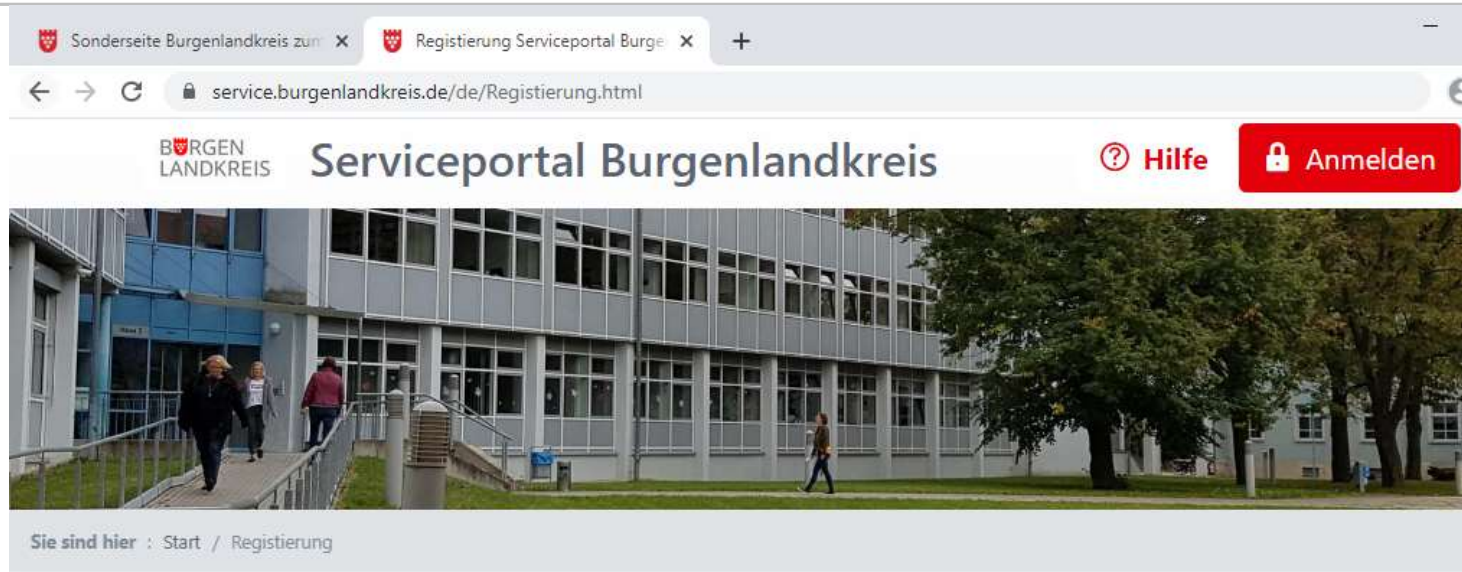 Sonderseite Burgenlandkreis zum
Registierung Serviceportal Burge
service.burgenlandkreis.de/de/Registierung.html
BURGEN
LANDKREIS
Serviceportal Burgenlandkreis
Hilfe
Anmelden
Sie sind hier : Start / Registierung